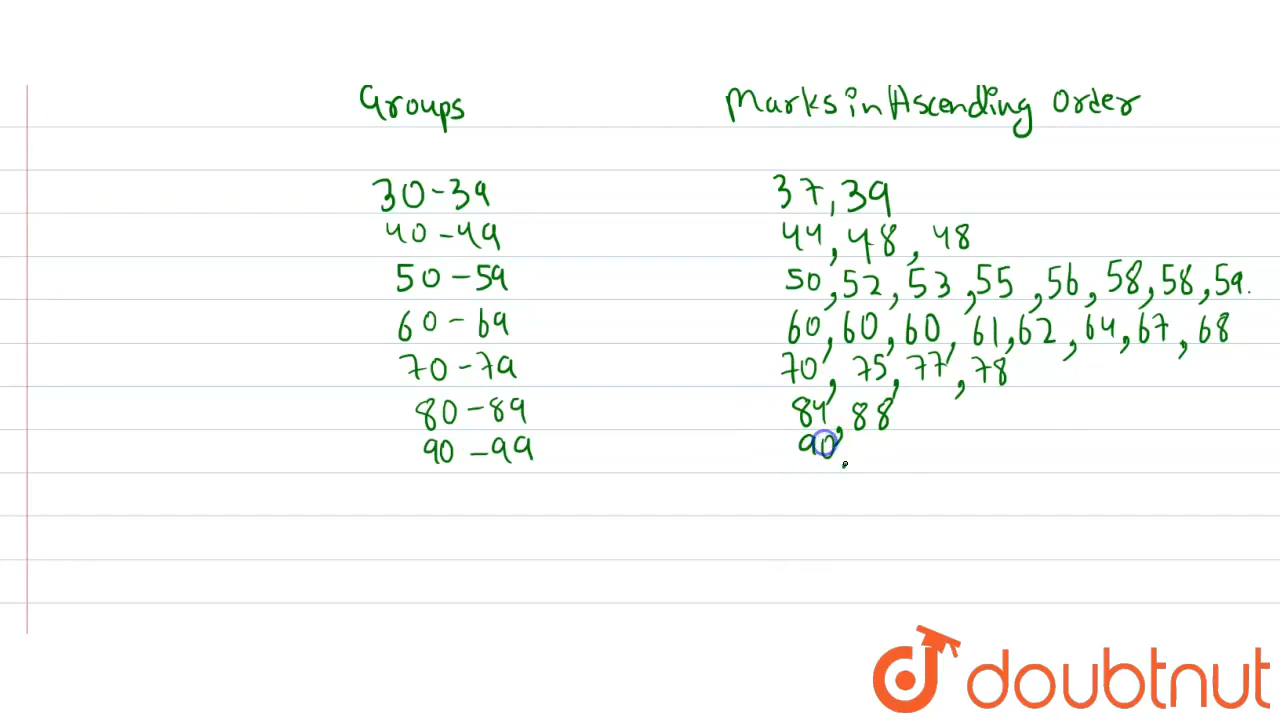 Groups Marks in Ascending Order
30-39 37, 39
40-49 44, 48, 48
50-59 50, 52, 53, 55, 56, 58, 58, 59.
60-69 60, 60, 60, 61, 62, 64, 67, 68
70-79 70, 75, 77, 78
80-89 84, 88
90-99 90.
doubtnut